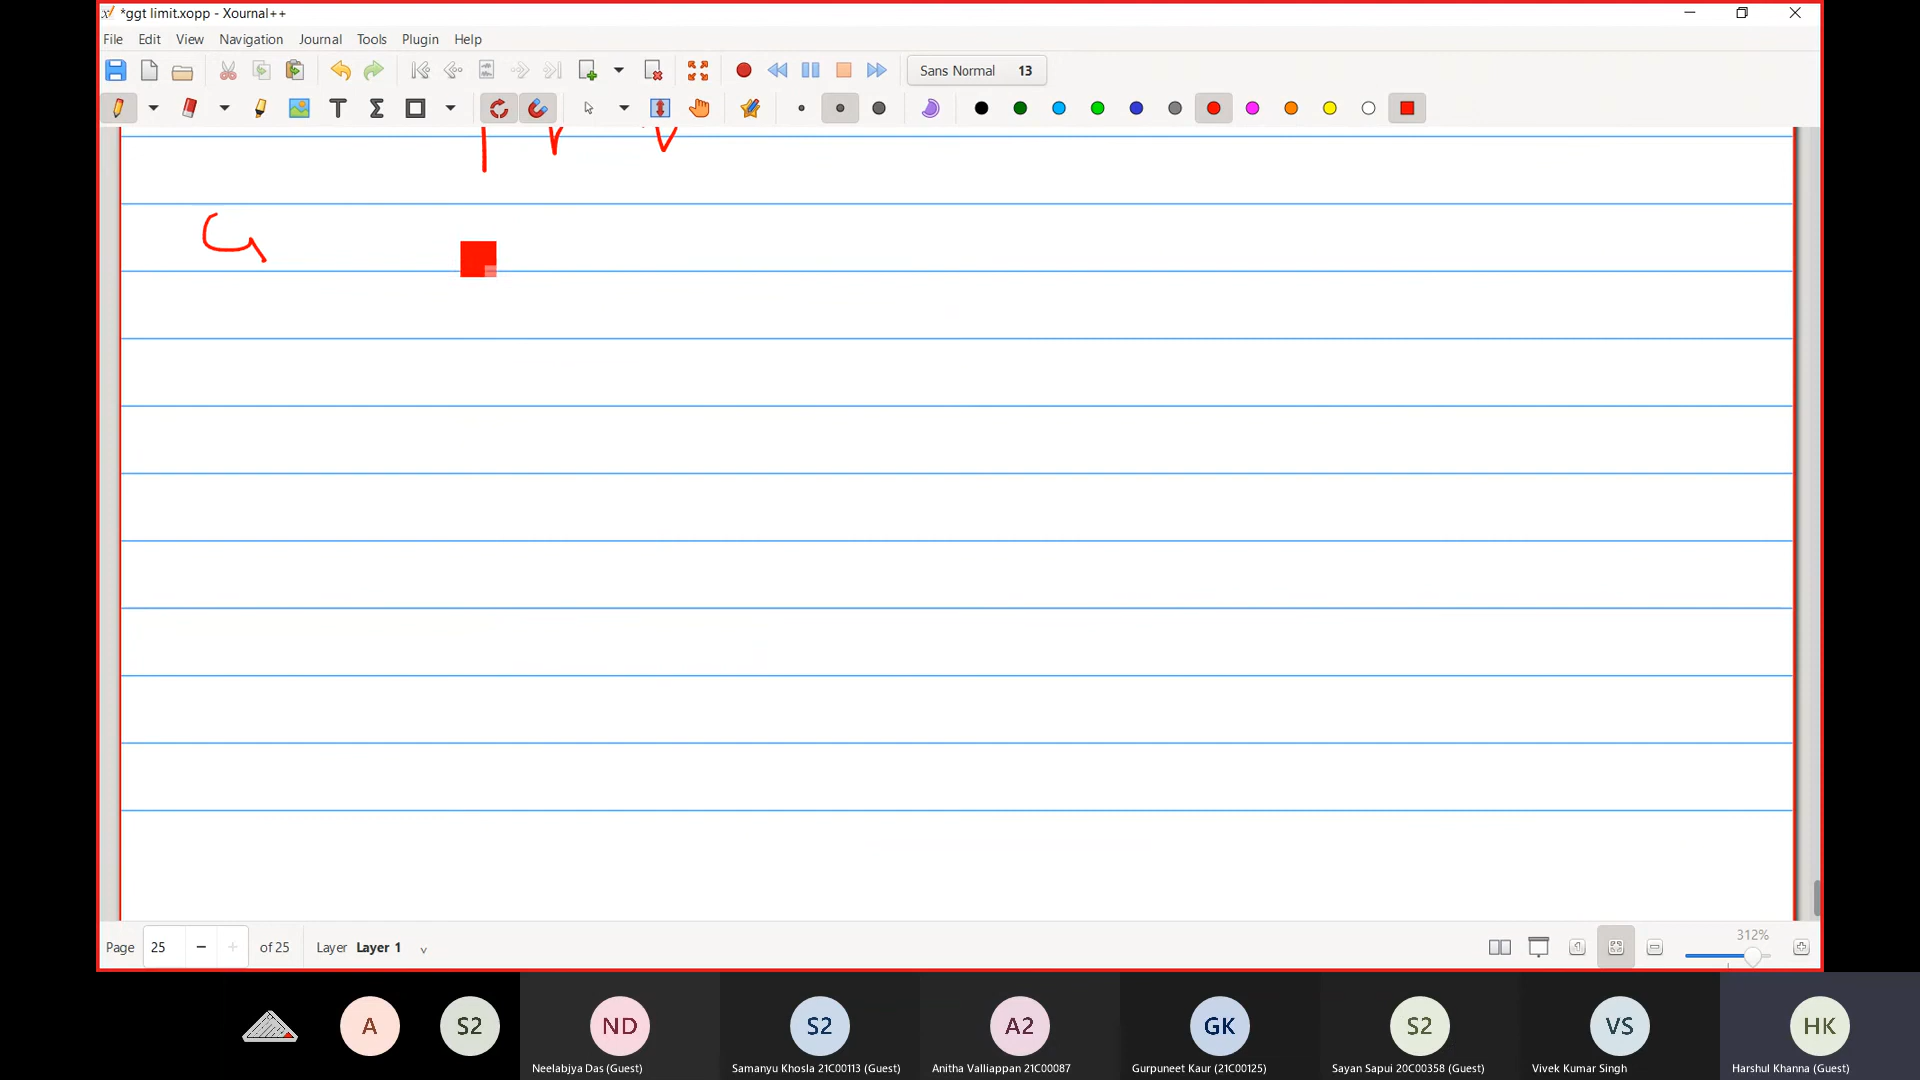 *ggt limit.xopp - Xournal++
File Edit View Navigation Journal Tools Plugin Help
Sans Normal 13
T Σ
G
Page 25 of 25 Layer Layer 1
312%
A S2 ND S2 A2 GK S2 VS HK
Neelabjya Das (Guest) Samanyu Khosla 21C00113 (Guest) Anitha Valliappan 21C00087 Gurpuneet Kaur (21C00125) Sayan Sapui 20C00358 (Guest) Vivek Kumar Singh Harshul Khanna (Guest)